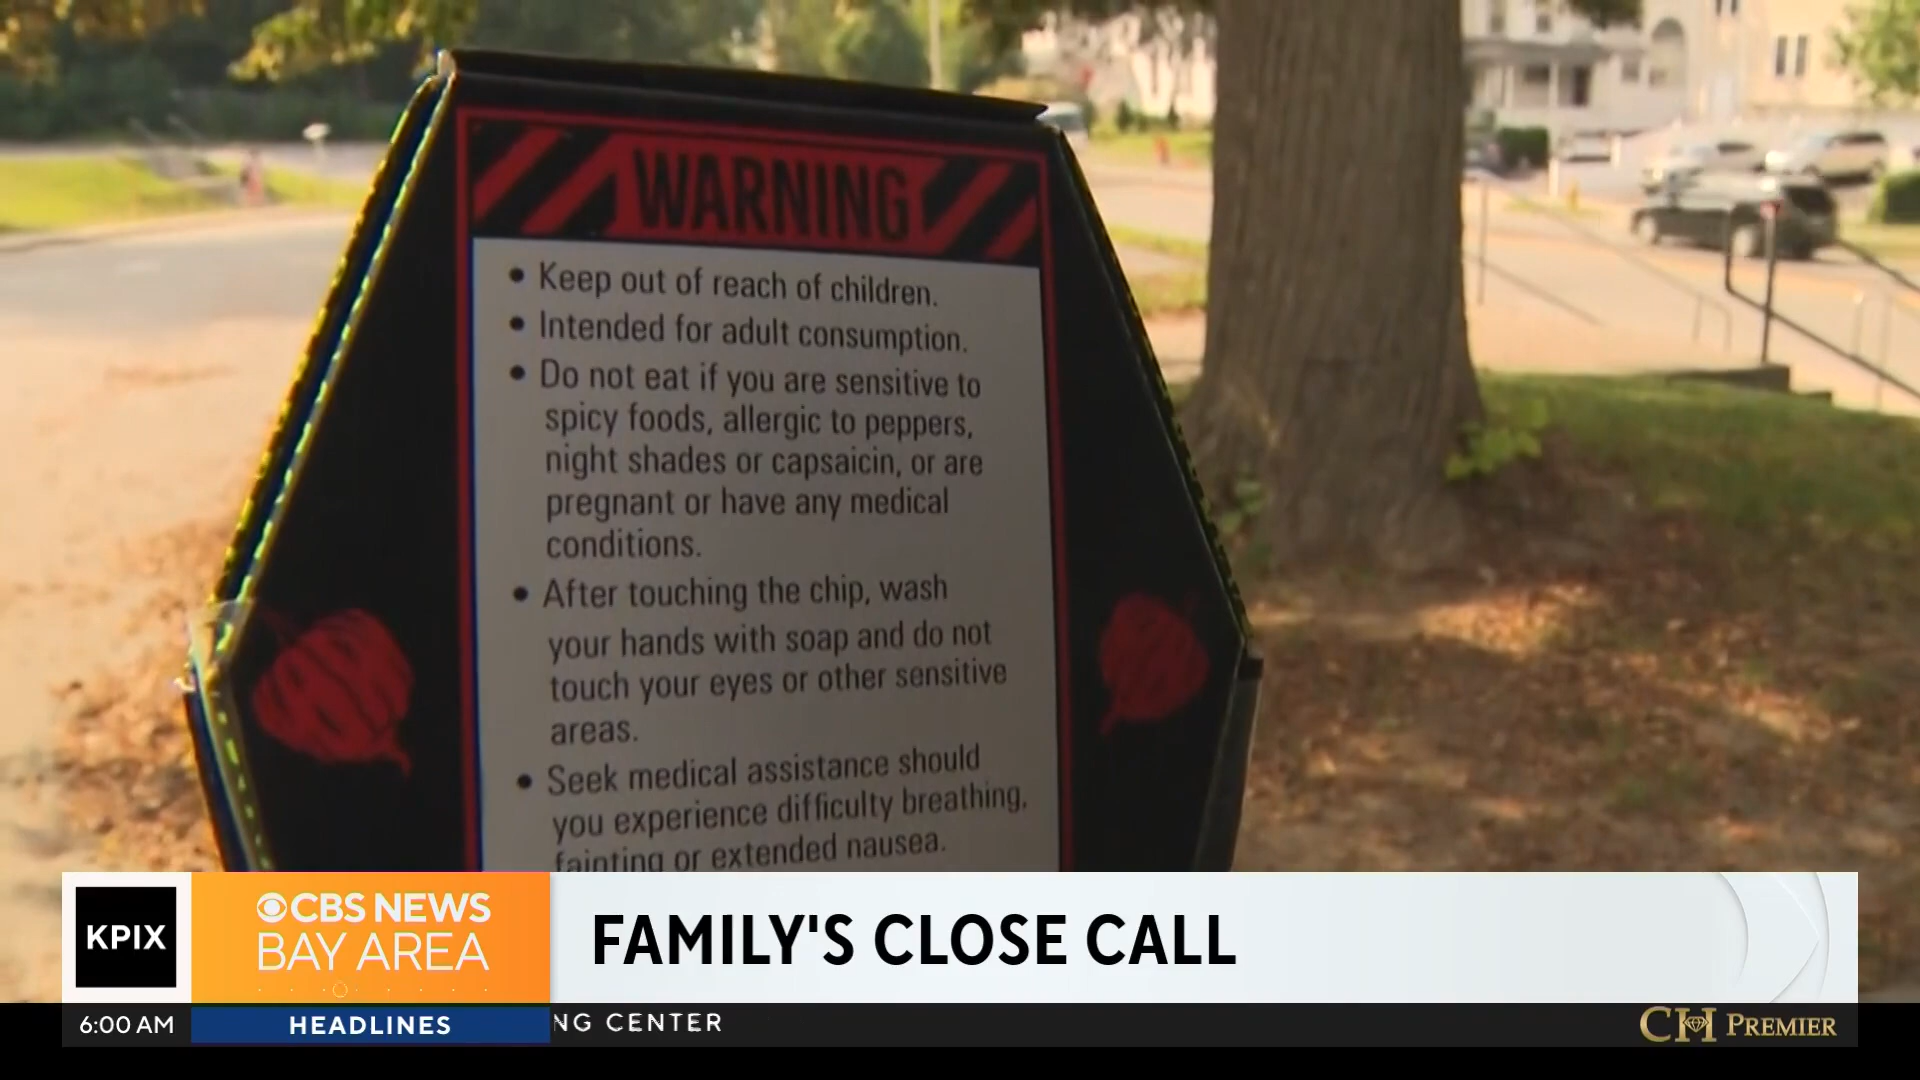 WARNING
• Keep out of reach of children.
• Intended for adult consumption.
• Do not eat if you are sensitive to
spicy foods, allergic to peppers,
night shades or capsaicin, or are
pregnant or have any medical
conditions.
• After touching the chip, wash
your hands with soap and do not
touch your eyes or other sensitive
areas.
• Seek medical assistance should
you experience difficulty breathing,
fainting or extended nausea.
KPIX
CBS NEWS
BAY AREA
FAMILY'S CLOSE CALL
6:00 AM
HEADLINES
NG CENTER
CH PREMIER